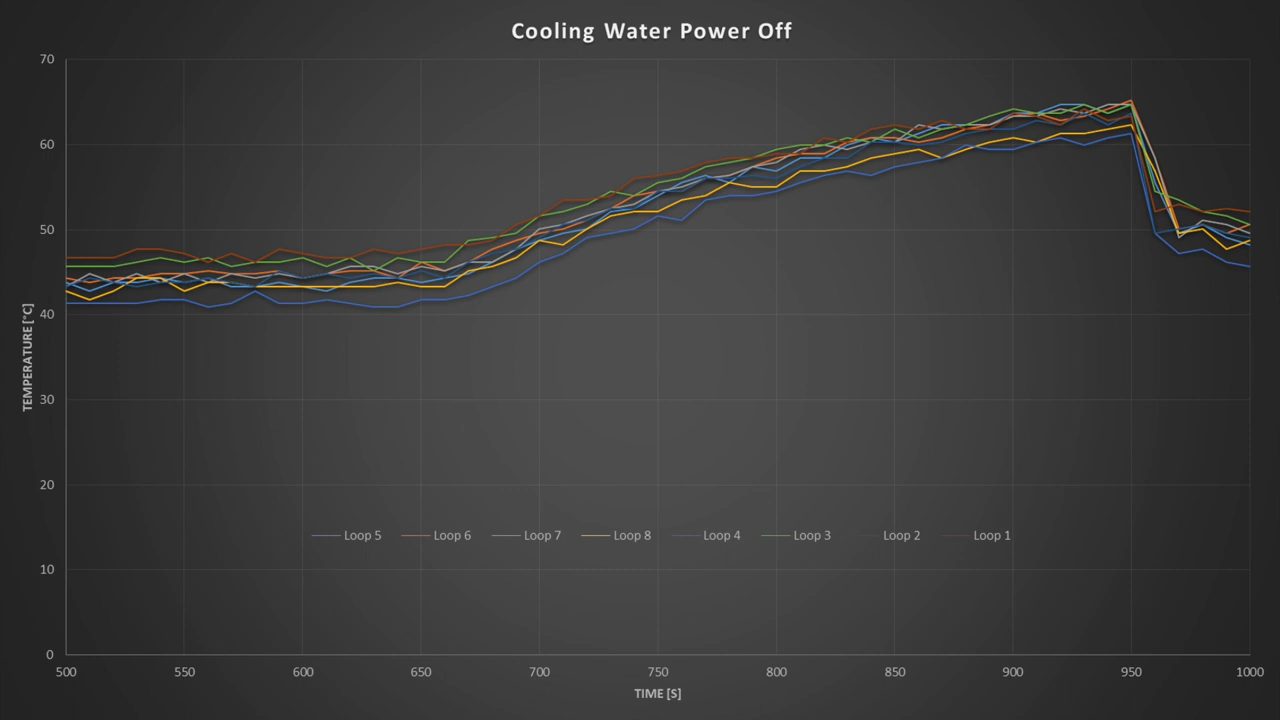 Cooling Water Power Off
70
60
50
40
30
20
10
0
TEMPERATURE [°C]
Loop 5 Loop 6 Loop 7 Loop 8 Loop 4 Loop 3 Loop 2 Loop 1
500 550 600 650 700 750 800 850 900 950 1000
TIME [S]